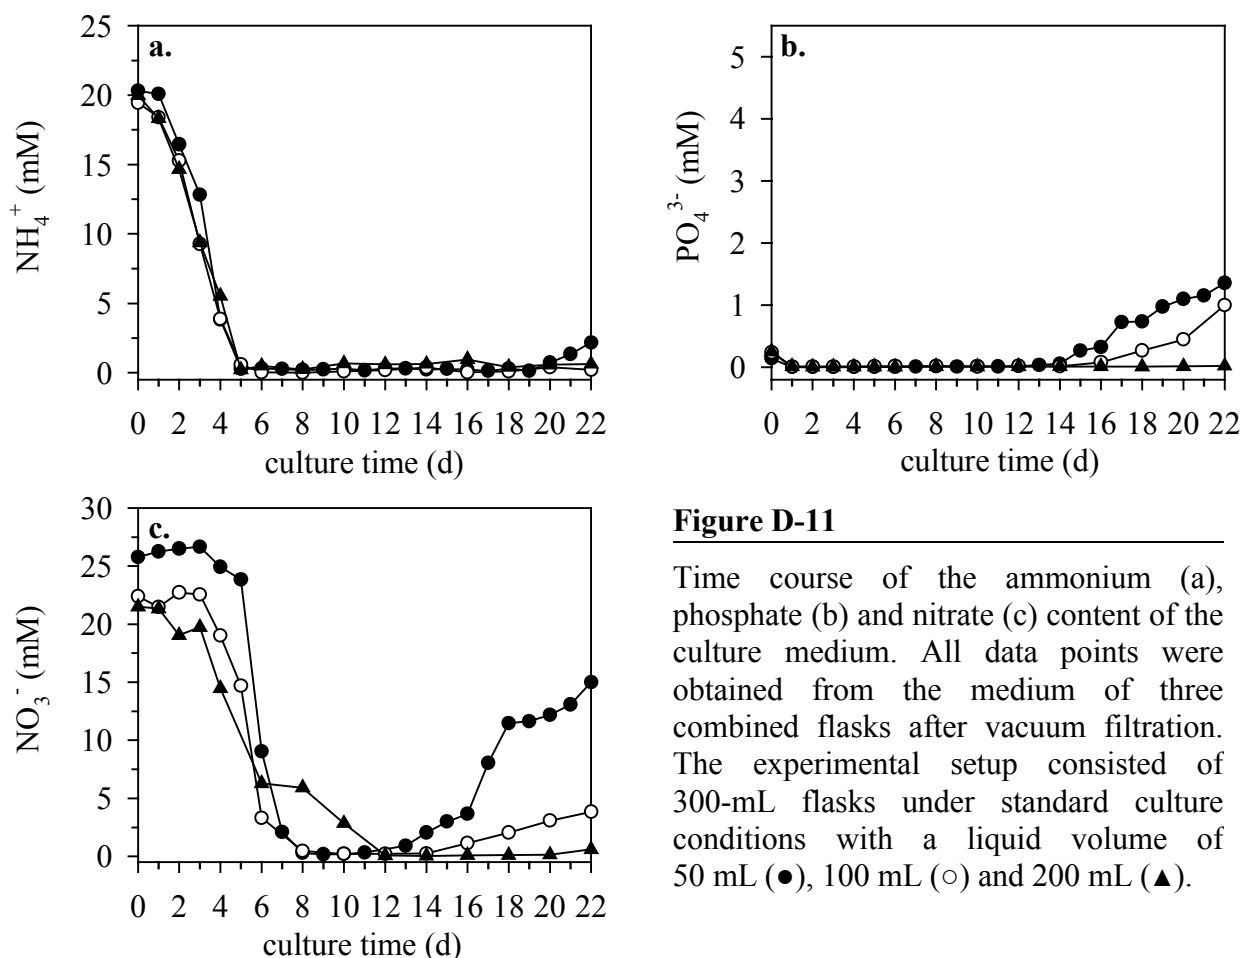 a.
25
20
15
10
5
0
NH₄⁺ (mM)
0 2 4 6 8 10 12 14 16 18 20 22
culture time (d)
b.
5
4
3
2
1
0
PO₄³⁻ (mM)
0 2 4 6 8 10 12 14 16 18 20 22
culture time (d)
c.
30
25
20
15
10
5
0
NO₃⁻ (mM)
0 2 4 6 8 10 12 14 16 18 20 22
culture time (d)
Figure D-11
Time course of the ammonium (a),
phosphate (b) and nitrate (c) content of the
culture medium. All data points were
obtained from the medium of three
combined flasks after vacuum filtration.
The experimental setup consisted of
300-mL flasks under standard culture
conditions with a liquid volume of
50 mL (●), 100 mL (○) and 200 mL (▲).